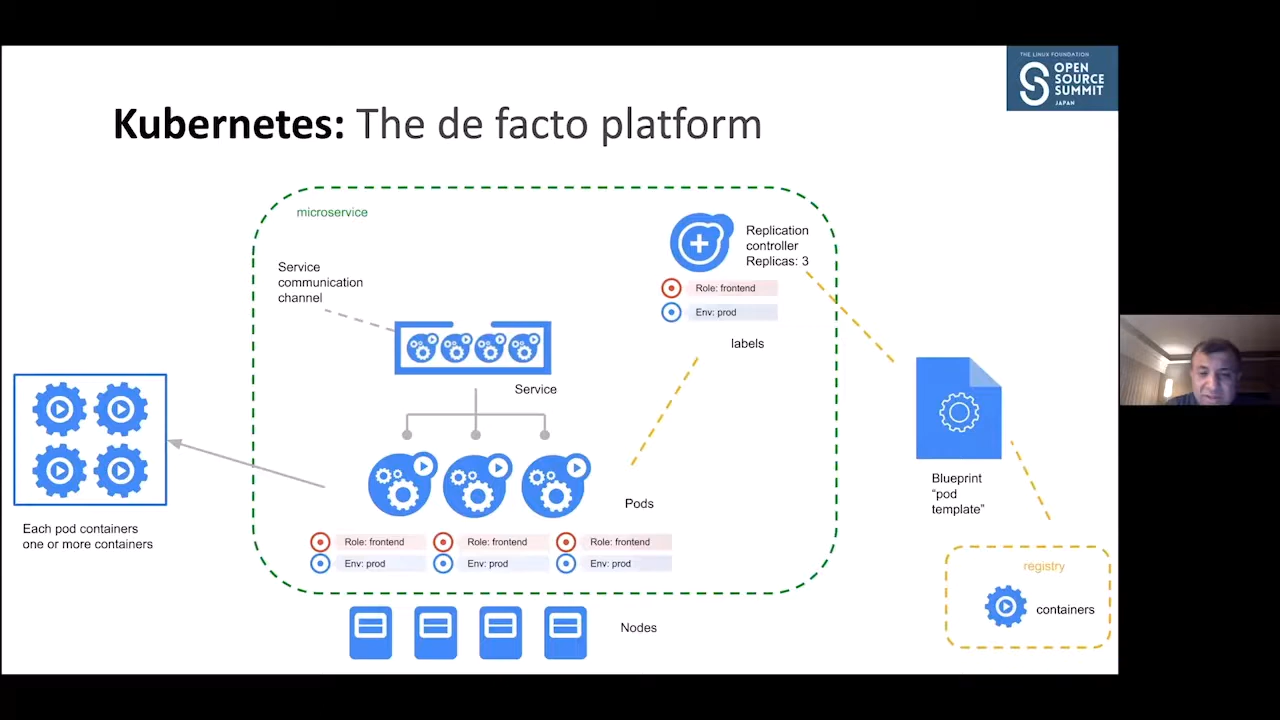 THE LINUX FOUNDATION
OPEN
SOURCE
SUMMIT
JAPAN
Kubernetes: The de facto platform
microservice
Replication
controller
Replicas: 3
Role: frontend
Env: prod
labels
Service
communication
channel
Service
Pods
Role: frontend
Role: frontend
Role: frontend
Env: prod
Env: prod
Env: prod
Nodes
Each pod containers
one or more containers
Blueprint
“pod
template”
registry
containers